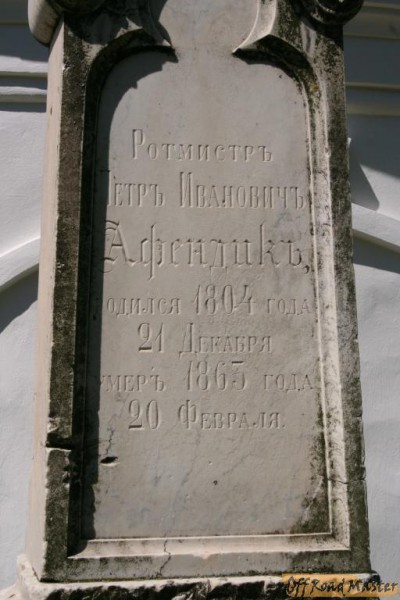 Ротмистръ
Петръ Ивановичъ
Афендикъ,
родился 1804 года
21 Декабря
умеръ 1863 года
20 Февраля.
Off Road Master